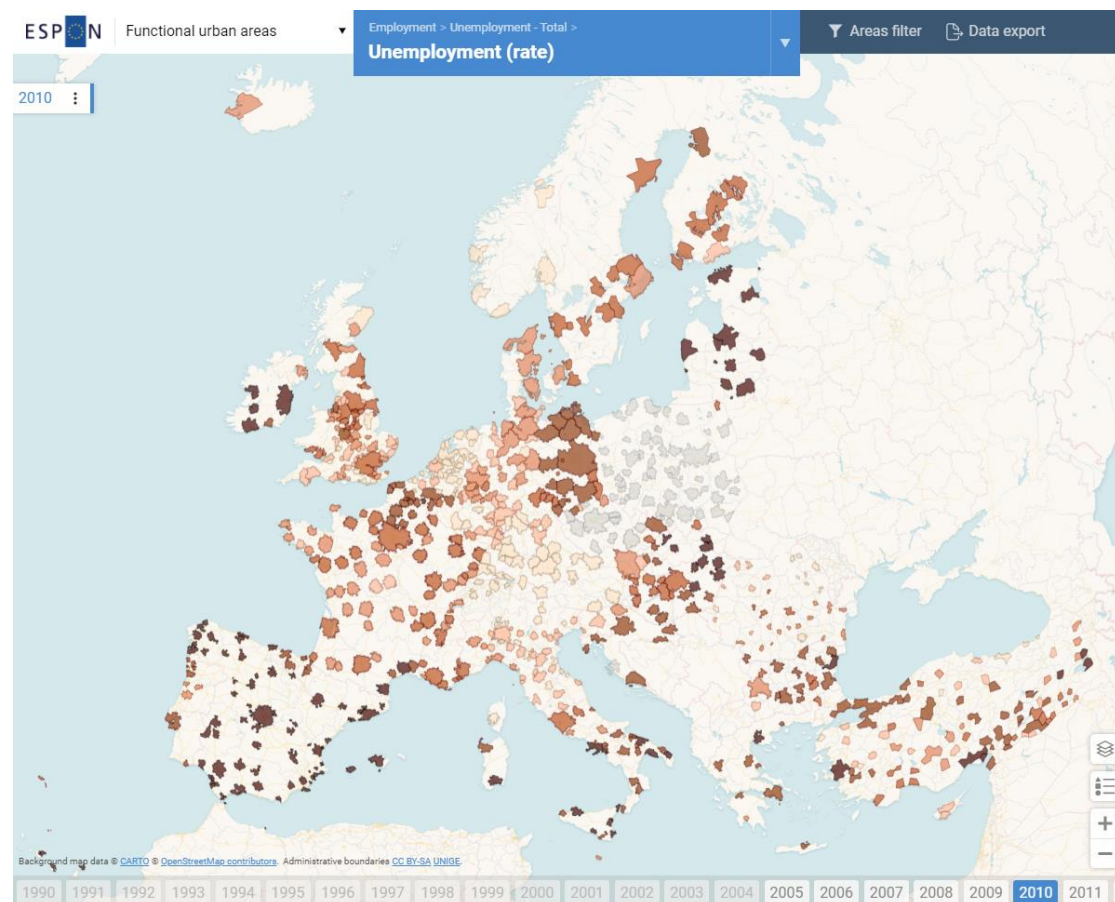 ESPON
Functional urban areas
Employment > Unemployment - Total >
Unemployment (rate)
Areas filter
Data export
2010
Background map data © CARTO © OpenStreetMap contributors. Administrative boundaries CC BY-SA UNIGE.
1990 1991 1992 1993 1994 1995 1996 1997 1998 1999 2000 2001 2002 2003 2004 2005 2006 2007 2008 2009 2010 2011